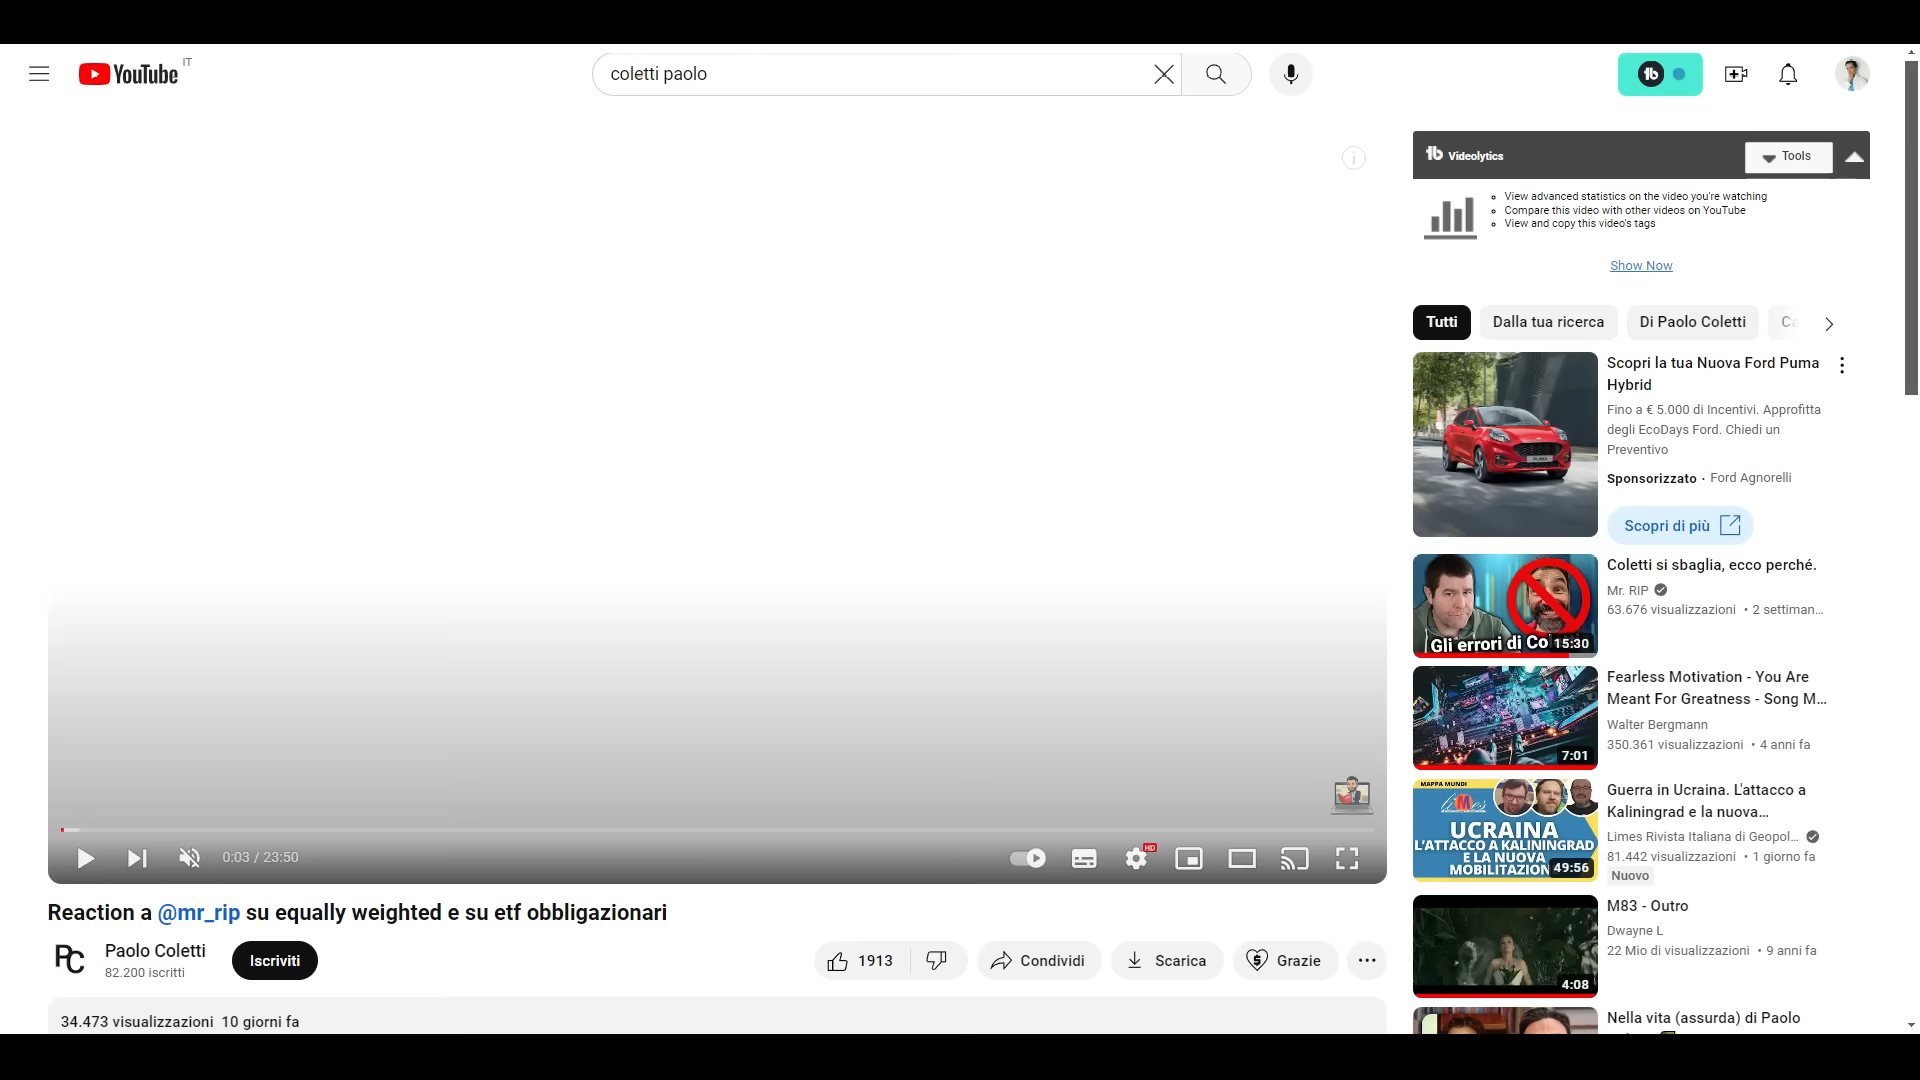 YouTube IT
coletti paolo
tb
tb Videolytics
Tools
View advanced statistics on the video you're watching
Compare this video with other videos on YouTube
View and copy this video's tags
Show Now
Tutti
Dalla tua ricerca
Di Paolo Coletti
Scopri la tua Nuova Ford Puma
Hybrid
Fino a € 5.000 di Incentivi. Approfitta
degli EcoDays Ford. Chiedi un
Preventivo
Sponsorizzato · Ford Agnorelli
Scopri di più
Gli errori di Co
15:30
Coletti si sbaglia, ecco perché.
Mr. RIP
63.676 visualizzazioni • 2 settiman...
7:01
Fearless Motivation - You Are
Meant For Greatness - Song M...
Walter Bergmann
350.361 visualizzazioni • 4 anni fa
MAPPA MUNDI
LiMes
UCRAINA
L'ATTACCO A KALININGRAD
E LA NUOVA
MOBILITAZION
49:56
Guerra in Ucraina. L'attacco a
Kaliningrad e la nuova...
Limes Rivista Italiana di Geopol...
81.442 visualizzazioni • 1 giorno fa
Nuovo
4:08
M83 - Outro
Dwayne L
22 Mio di visualizzazioni • 9 anni fa
Nella vita (assurda) di Paolo
0:03 / 23:50
HD
Reaction a @mr_rip su equally weighted e su etf obbligazionari
PC
Paolo Coletti
82.200 iscritti
Iscriviti
1913
Condividi
Scarica
Grazie
34.473 visualizzazioni 10 giorni fa